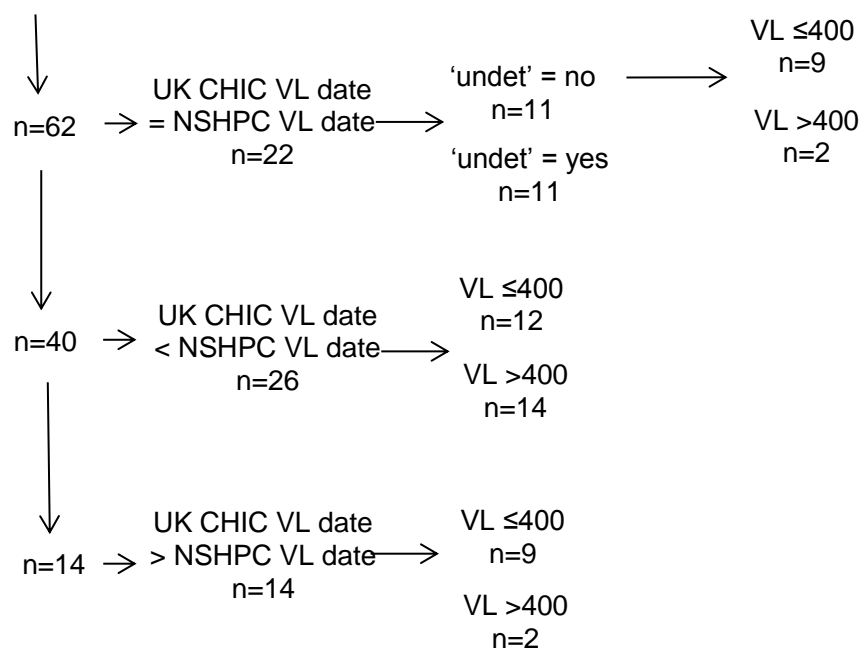 n=62
UK CHIC VL date
= NSHPC VL date
n=22
‘undet’ = no
n=11
‘undet’ = yes
n=11
VL ≤400
n=9
VL >400
n=2
n=40
UK CHIC VL date
< NSHPC VL date
n=26
VL ≤400
n=12
VL >400
n=14
n=14
UK CHIC VL date
> NSHPC VL date
n=14
VL ≤400
n=9
VL >400
n=2